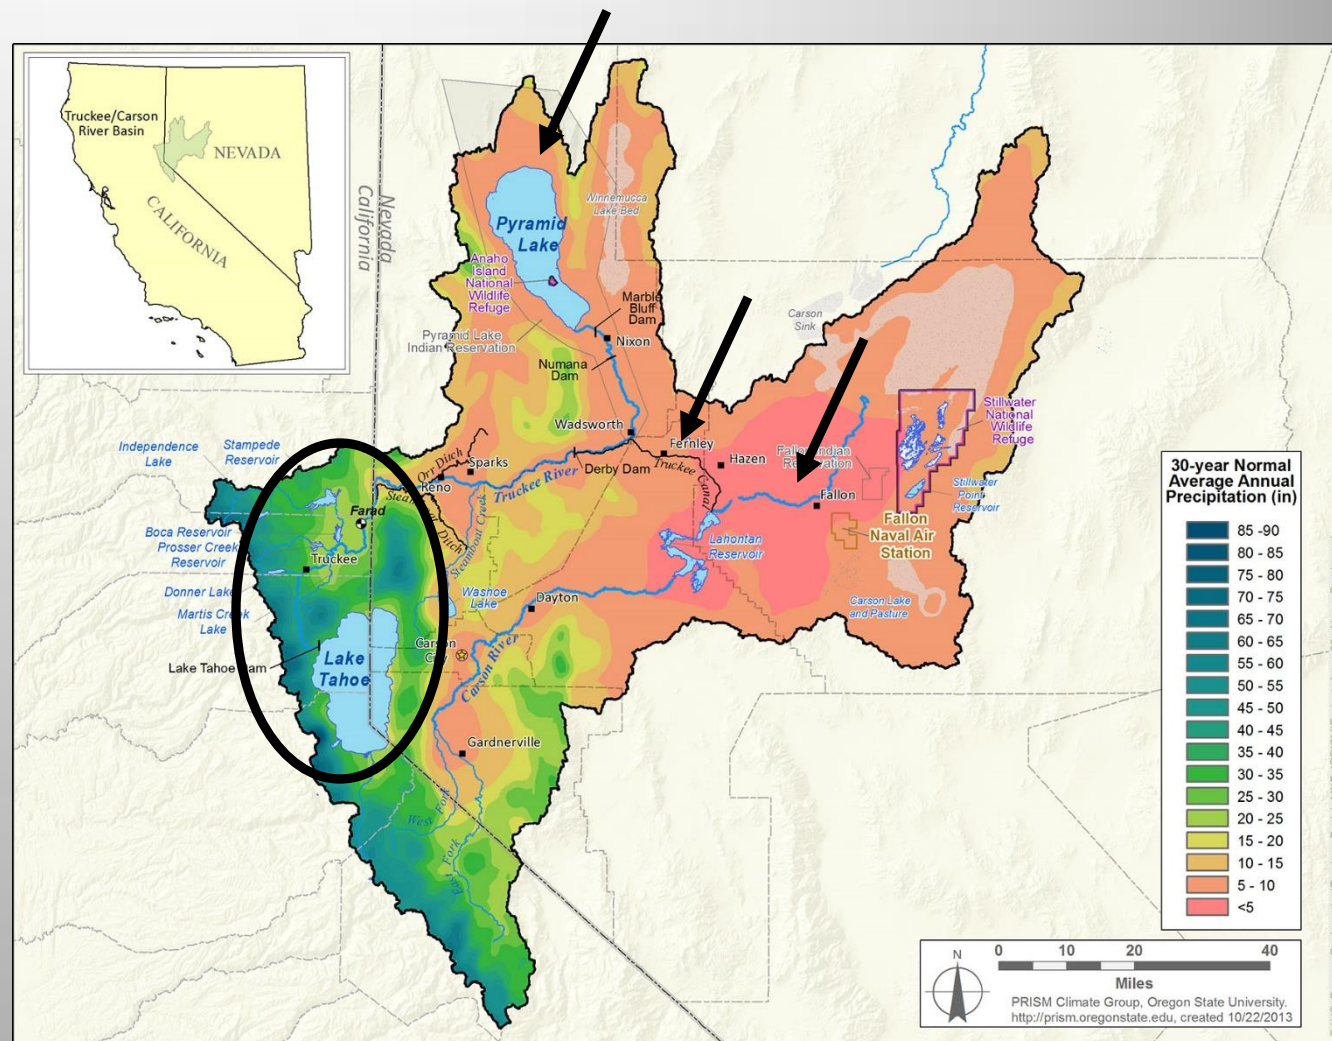 Truckee/Carson
River Basin
NEVADA
CALIFORNIA
Nevada
California
Winnemucca
Lake Bed
Pyramid
Lake
Anaho
Island
National
Wildlife
Refuge
Marble
Bluff
Dam
Carson
Sink
Pyramid Lake
Indian Reservation
Nixon
Numana
Dam
Stillwater
National
Wildlife
Refuge
Wadsworth
Fernley
Independence
Lake
Stampede
Reservoir
Orr Ditch
Sparks
Derby Dam
Truckee
Canal
Hazen
Reno
Truckee River
Fallon
Stillwater
Point
Reservoir
Farad
Steamboat Creek
Boca Reservoir
Prosser Creek
Reservoir
Fallon
Naval Air
Station
Lahontan
Reservoir
Truckee
Donner Lake
Washoe
Lake
Dayton
Carson Lake
and Pasture
Martis Creek
Lake
Carson
City
Carson River
Lake Tahoe Dam
Lake
Tahoe
Gardnerville
West Fork
East Fork
30-year Normal
Average Annual
Precipitation (in)
85 -90
80 - 85
75 - 80
70 - 75
65 - 70
60 - 65
55 - 60
50 - 55
45 - 50
40 - 45
35 - 40
30 - 35
25 - 30
20 - 25
15 - 20
10 - 15
5 - 10
<5
N
0 10 20 40
Miles
PRISM Climate Group, Oregon State University.
http://prism.oregonstate.edu, created 10/22/2013